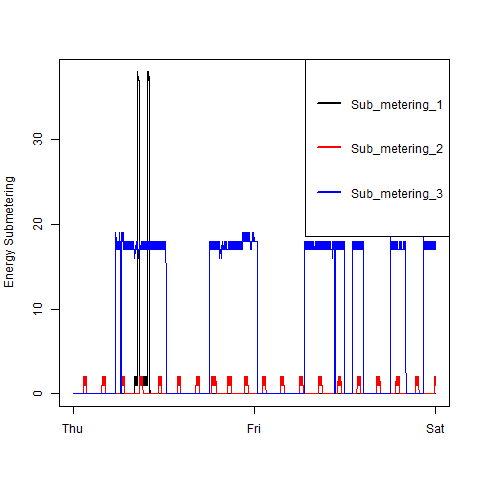 Sub_metering_1
Sub_metering_2
Sub_metering_3
Energy Submetering
30
20
10
0
Thu Fri Sat